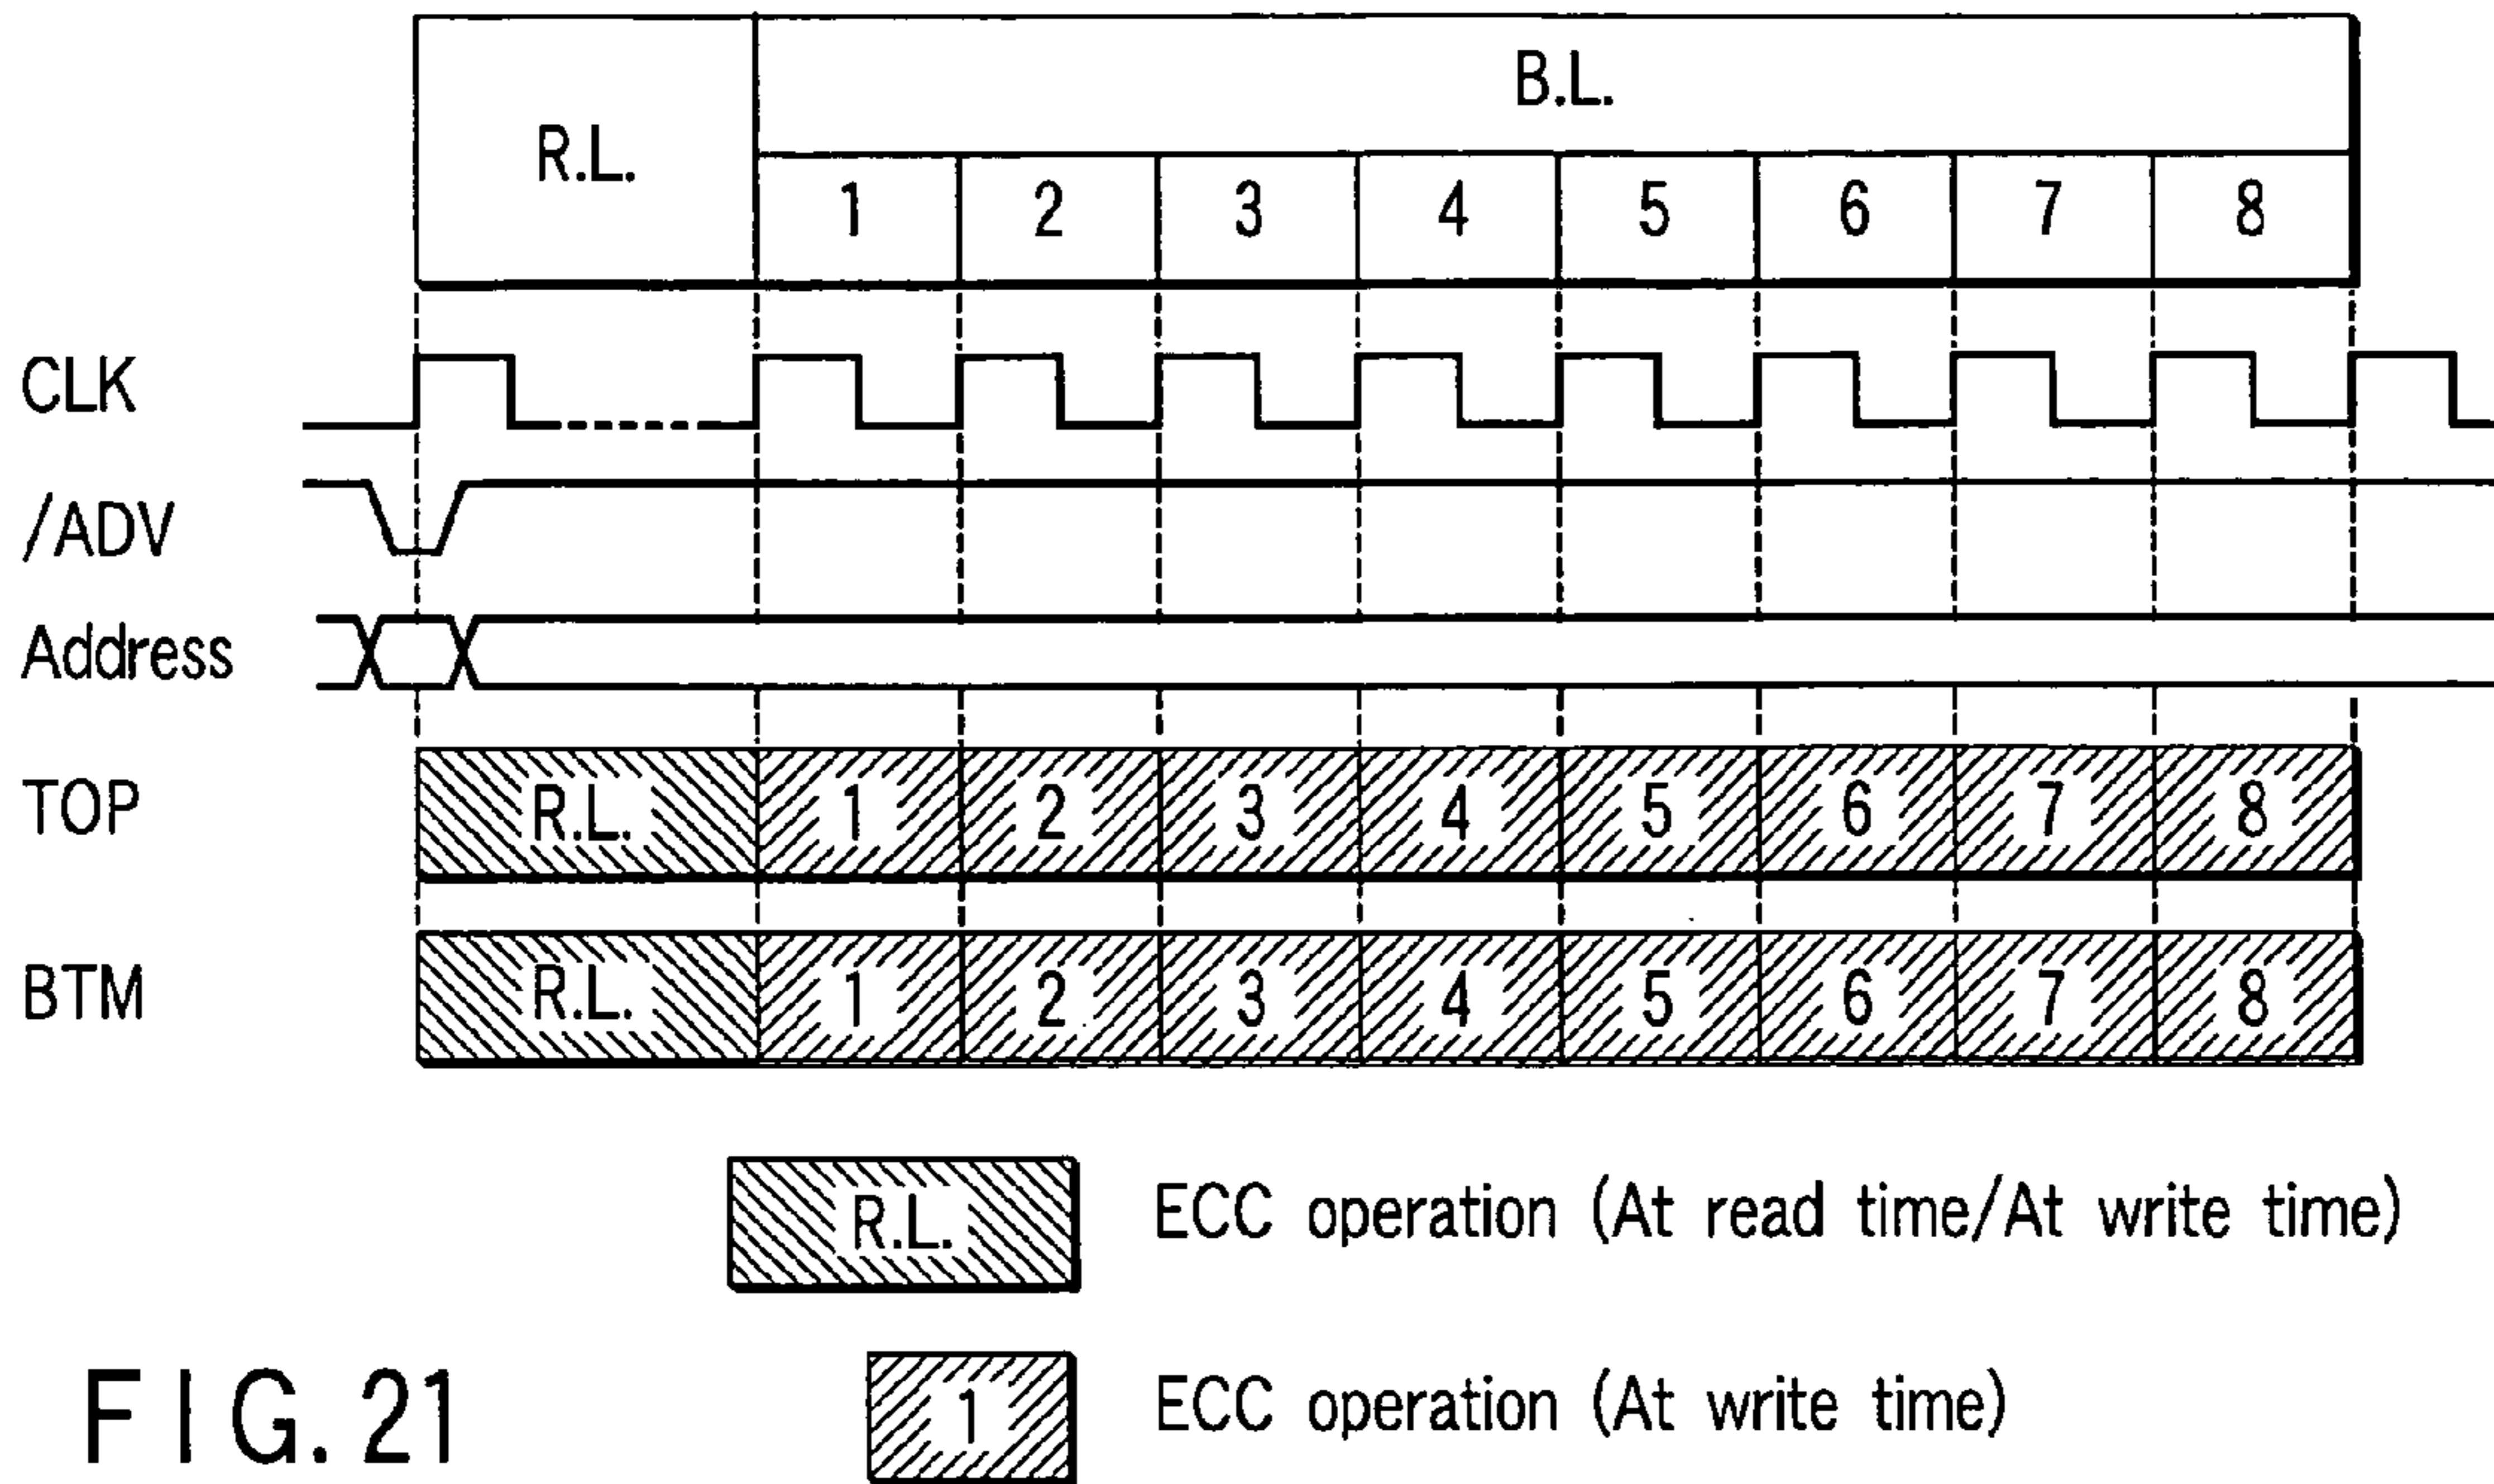 B.L.
R.L.
1 2 3 4 5 6 7 8
CLK
/ADV
Address
TOP R.L. 1 2 3 4 5 6 7 8
BTM R.L. 1 2 3 4 5 6 7 8
R.L. ECC operation (At read time/At write time)
1 ECC operation (At write time)
FIG. 21